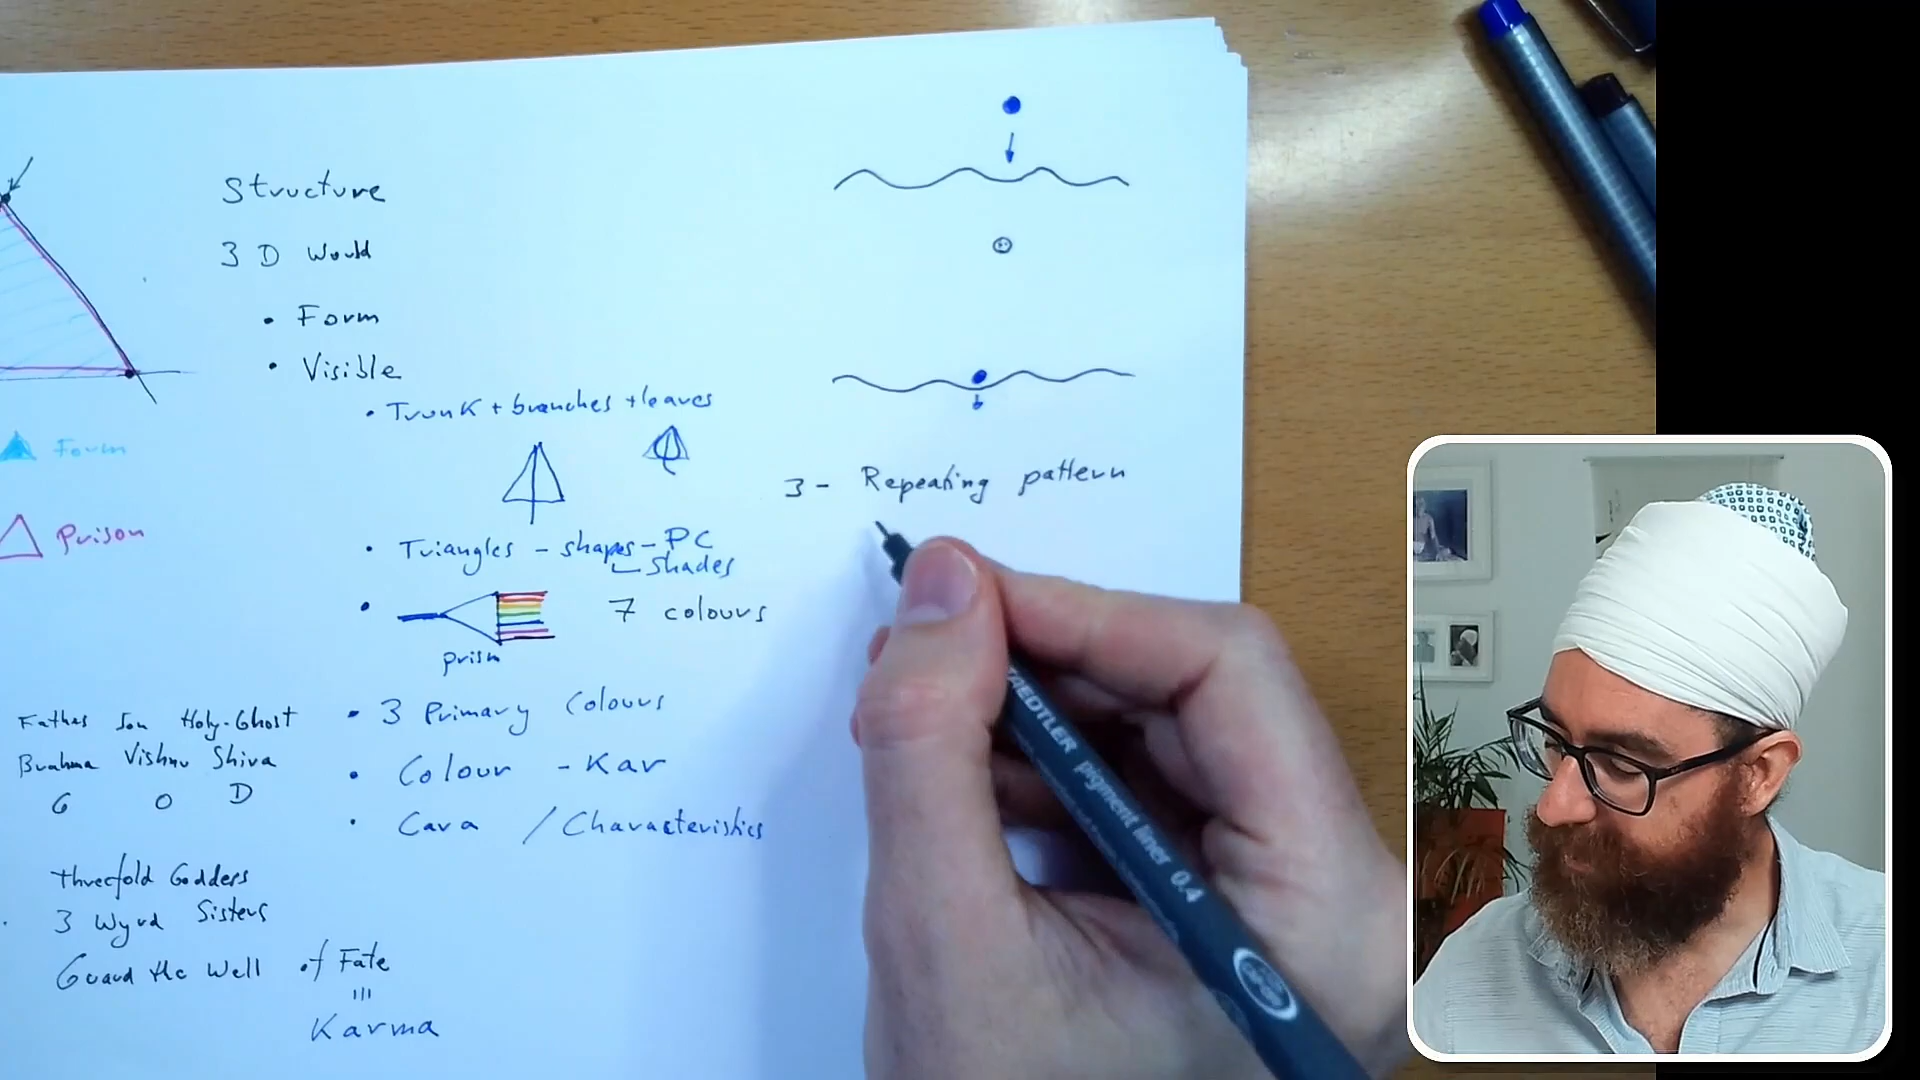 Structure
3 D World
• Form
• Visible
• Trunk + branches + leaves
• Triangles - shapes - PC
shades
7 colours
prism
Form
Prison
• 3 Primary Colours
• Colour - Kar
• Cara / Characteristics
Father Son Holy-Ghost
Brahma Vishnu Shiva
G O D
threefold Goddess
3 Wyrd Sisters
Guard the Well of Fate
Karma
3 - Repeating pattern
STAEDTLER pigment liner 0.4